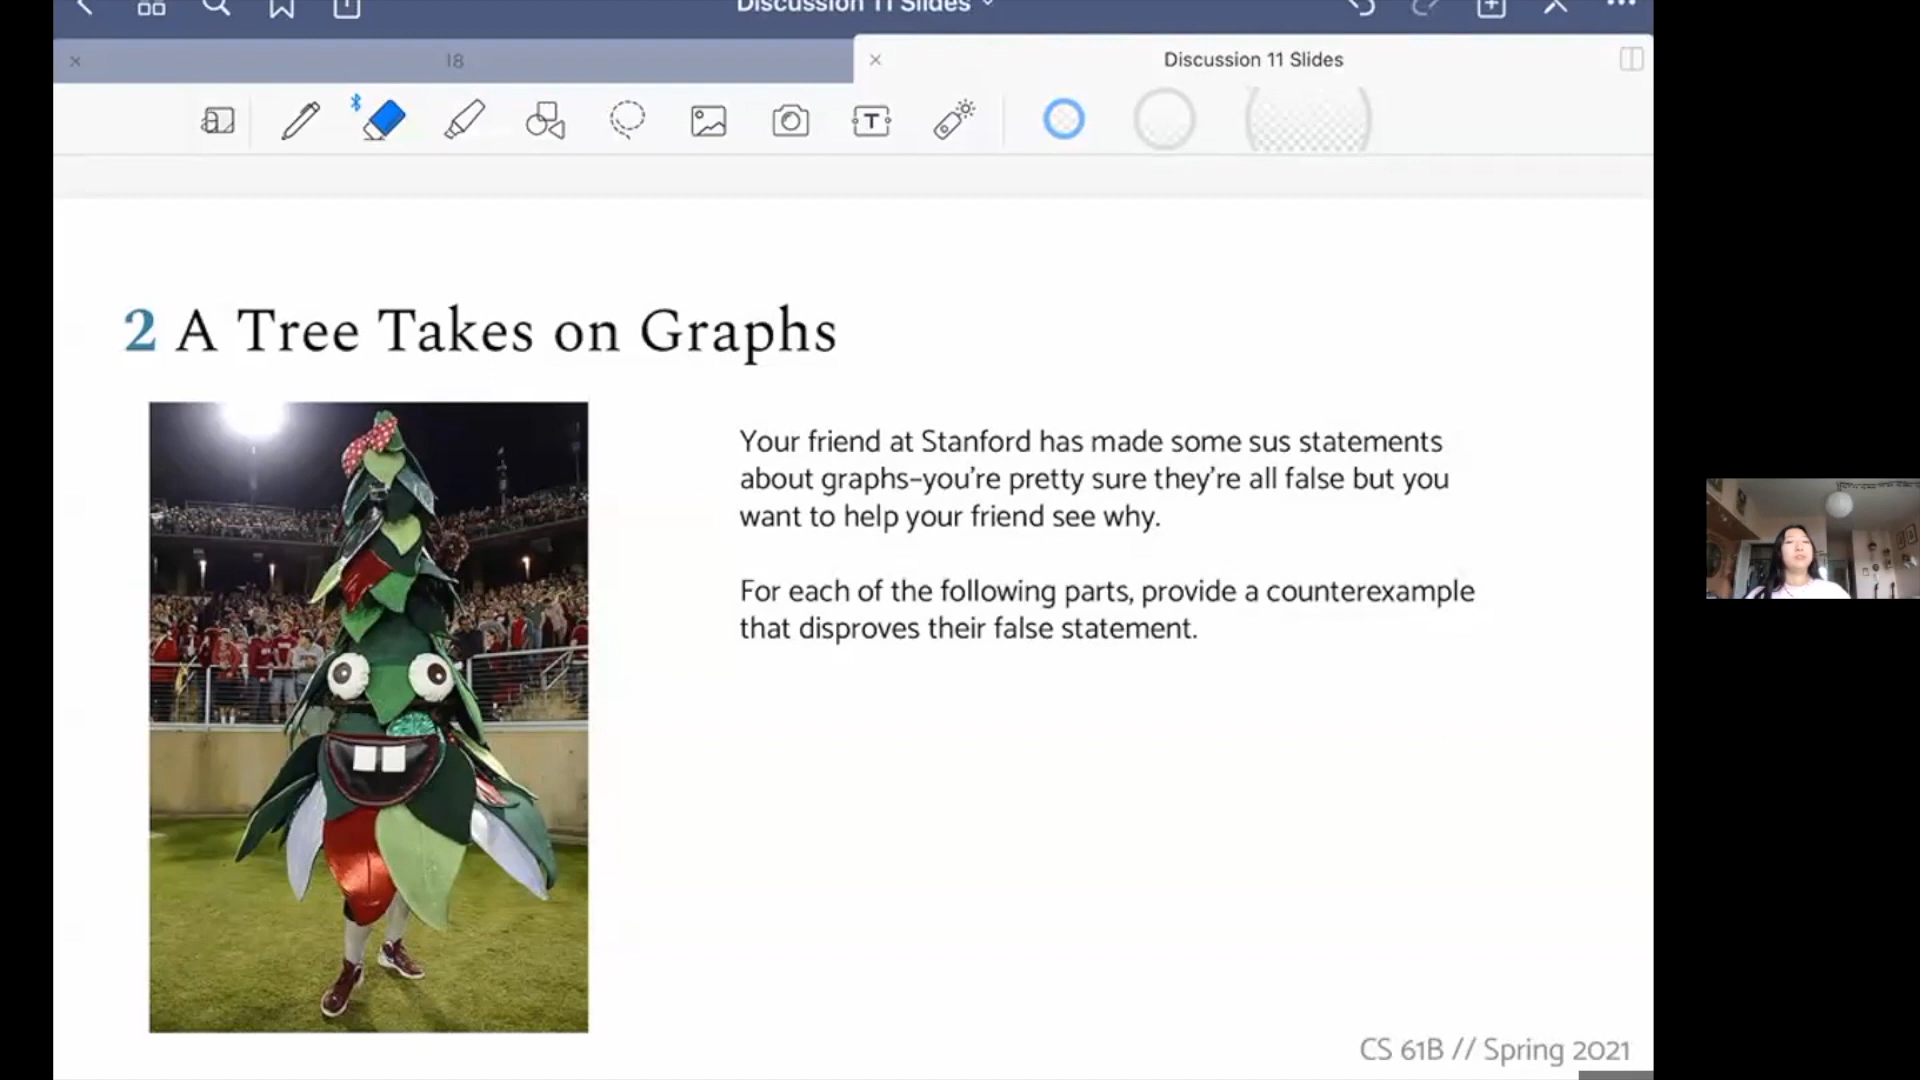 Discussion 11 Slides
18
Discussion 11 Slides
T
2 A Tree Takes on Graphs
Your friend at Stanford has made some sus statements
about graphs–you're pretty sure they're all false but you
want to help your friend see why.
For each of the following parts, provide a counterexample
that disproves their false statement.
CS 61B // Spring 2021